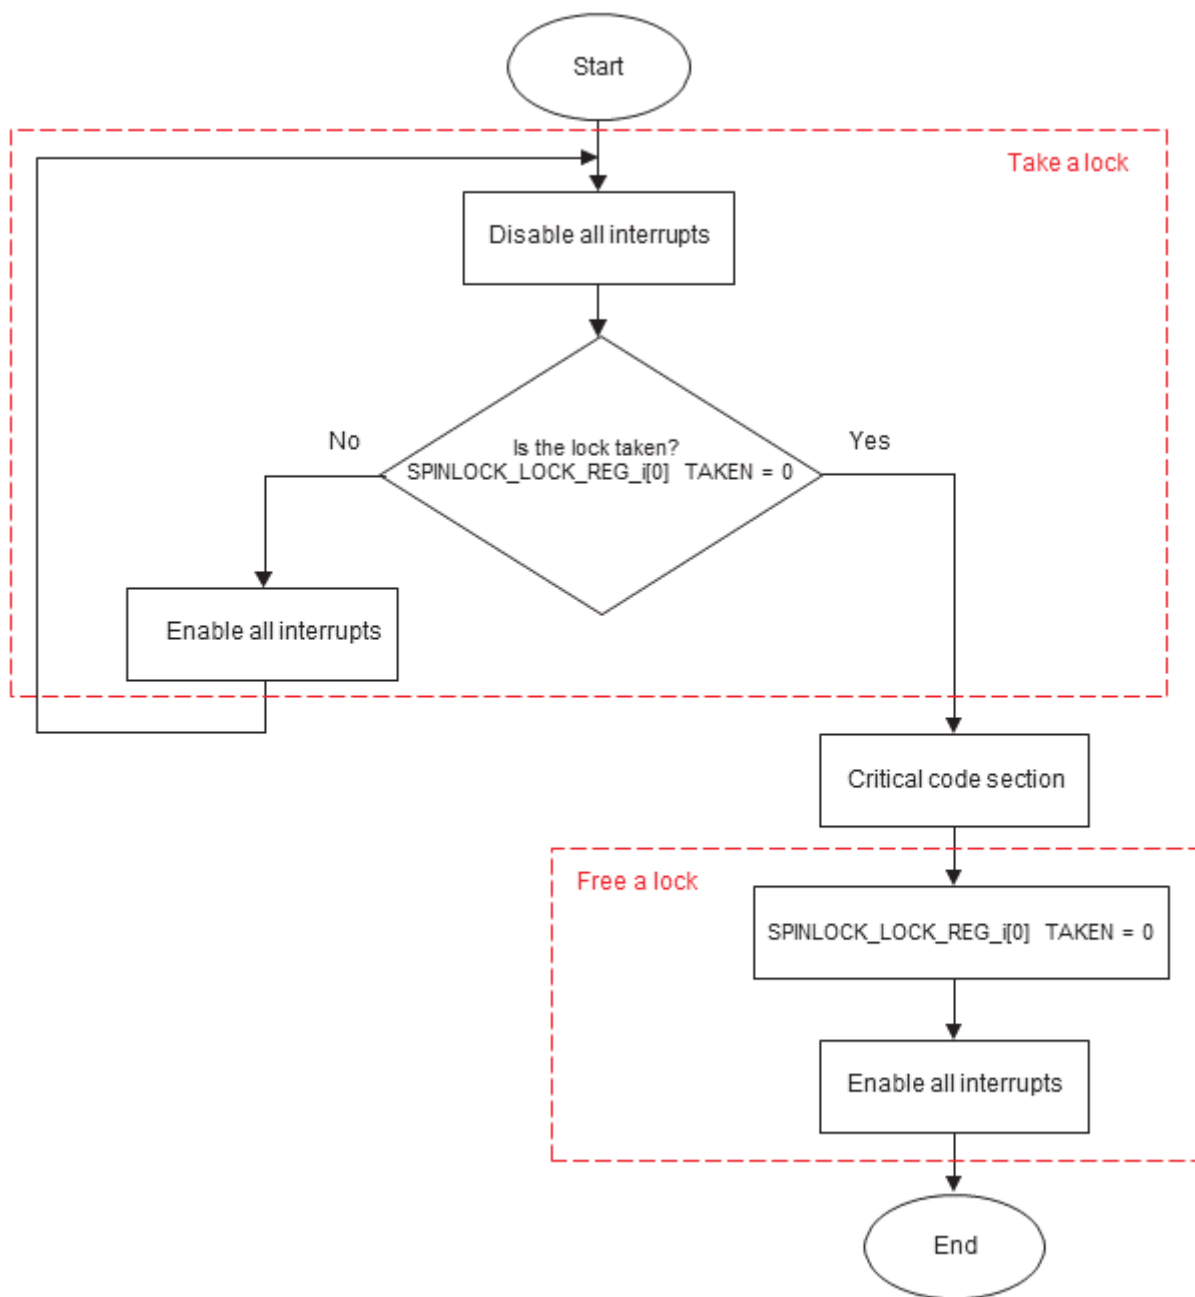 Start
Take a lock
Disable all interrupts
No
Is the lock taken?
Yes
SPINLOCK_LOCK_REG_i[0] TAKEN = 0
Enable all interrupts
Critical code section
Free a lock
SPINLOCK_LOCK_REG_i[0] TAKEN = 0
Enable all interrupts
End